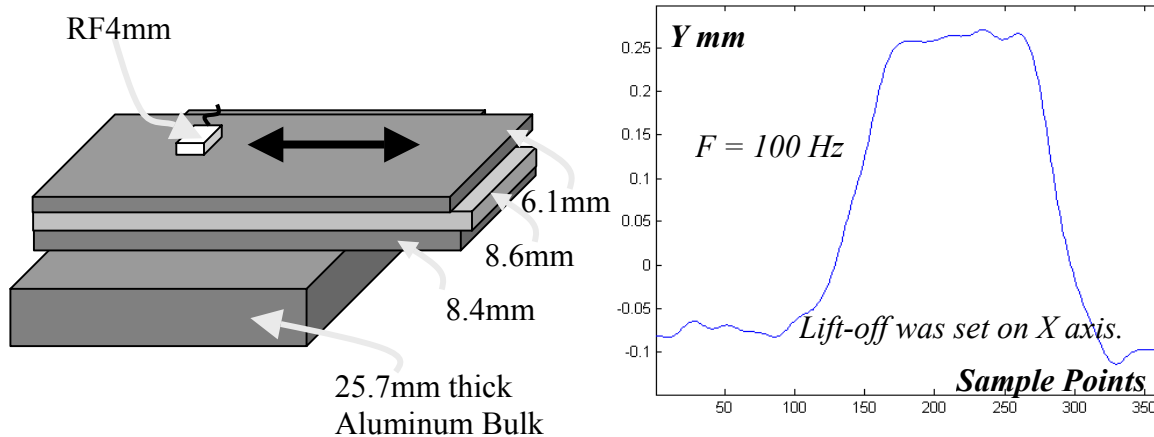 RF4mm
6.1mm
8.6mm
8.4mm
25.7mm thick
Aluminum Bulk
Y mm
F = 100 Hz
Lift-off was set on X axis.
Sample Points
0.25
0.2
0.15
0.1
0.05
0
-0.05
-0.1
50
100
150
200
250
300
350